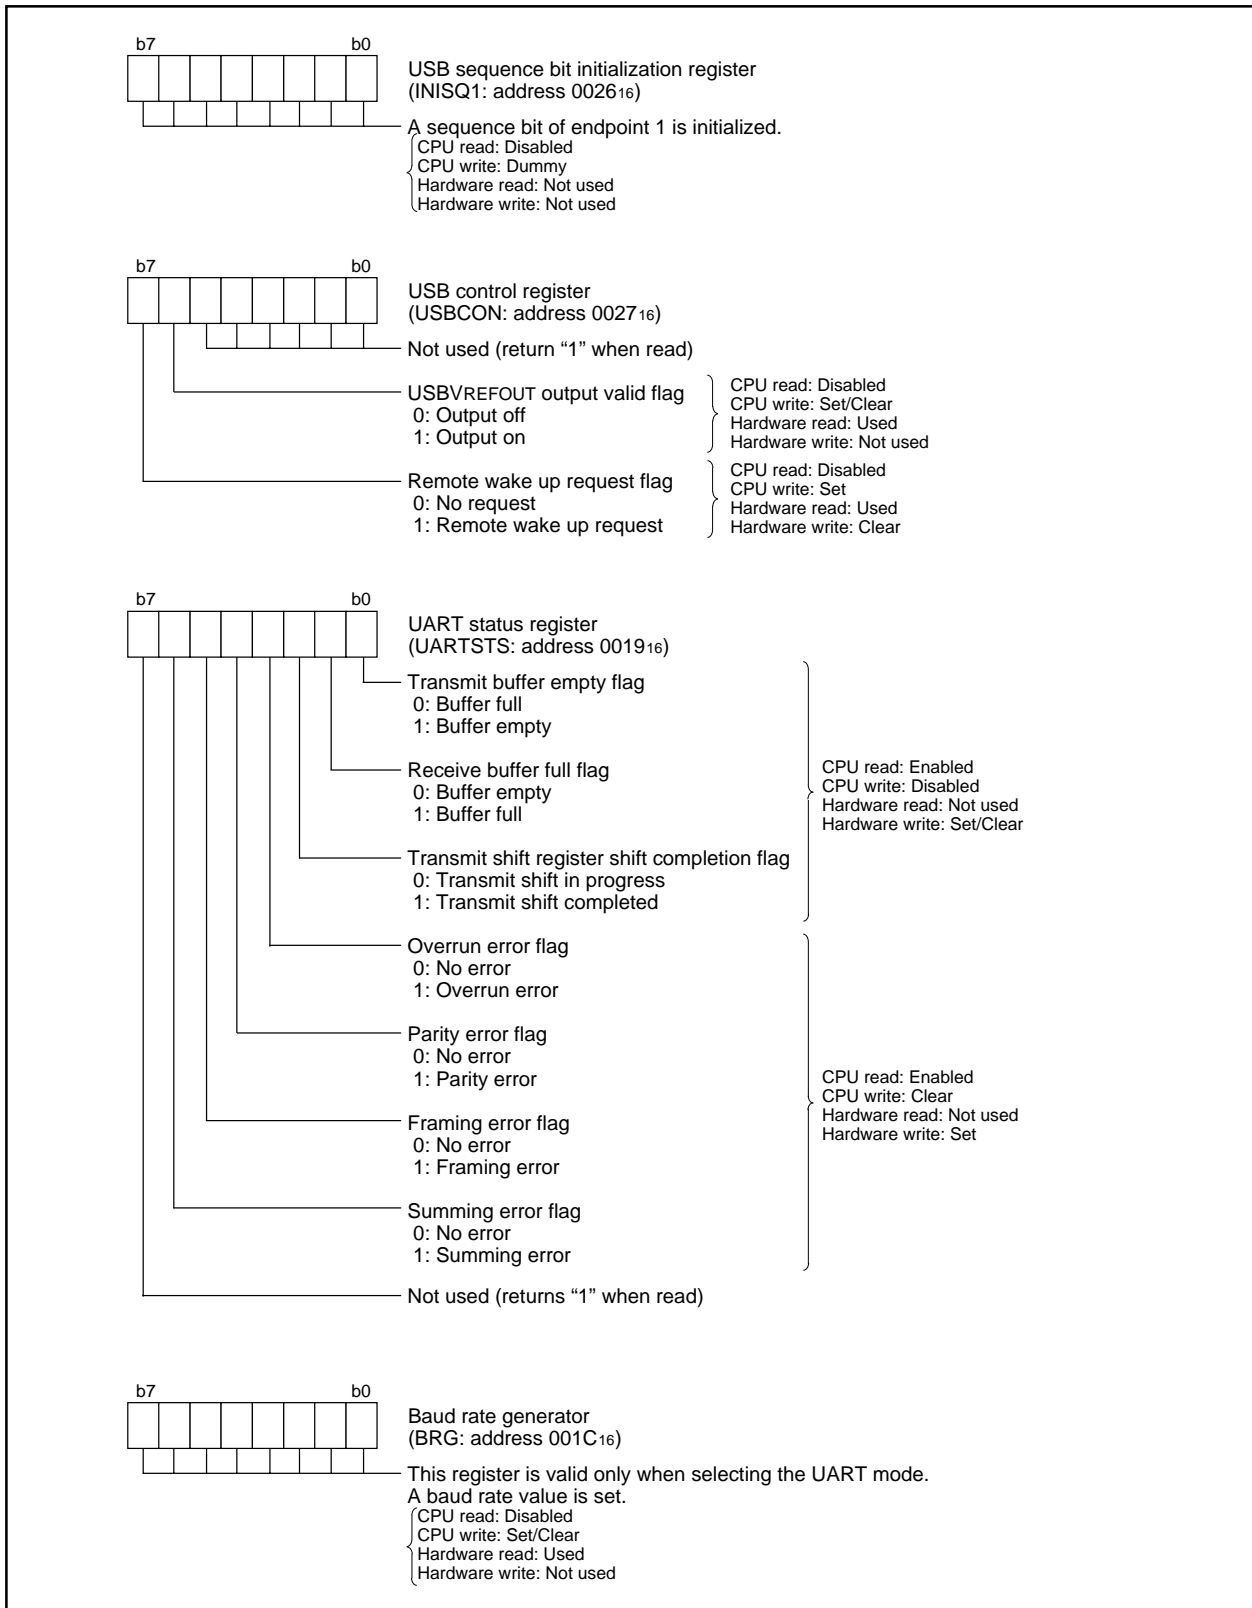 b7 b0
USB sequence bit initialization register
(INISQ1: address 002616)
A sequence bit of endpoint 1 is initialized.
CPU read: Disabled
CPU write: Dummy
Hardware read: Not used
Hardware write: Not used
b7 b0
USB control register
(USBCON: address 002716)
Not used (return “1” when read)
USBVREFOUT output valid flag
0: Output off
1: Output on
CPU read: Disabled
CPU write: Set/Clear
Hardware read: Used
Hardware write: Not used
Remote wake up request flag
0: No request
1: Remote wake up request
CPU read: Disabled
CPU write: Set
Hardware read: Used
Hardware write: Clear
b7 b0
UART status register
(UARTSTS: address 001916)
Transmit buffer empty flag
0: Buffer full
1: Buffer empty
Receive buffer full flag
0: Buffer empty
1: Buffer full
Transmit shift register shift completion flag
0: Transmit shift in progress
1: Transmit shift completed
CPU read: Enabled
CPU write: Disabled
Hardware read: Not used
Hardware write: Set/Clear
Overrun error flag
0: No error
1: Overrun error
Parity error flag
0: No error
1: Parity error
Framing error flag
0: No error
1: Framing error
Summing error flag
0: No error
1: Summing error
CPU read: Enabled
CPU write: Clear
Hardware read: Not used
Hardware write: Set
Not used (returns “1” when read)
b7 b0
Baud rate generator
(BRG: address 001C16)
This register is valid only when selecting the UART mode.
A baud rate value is set.
CPU read: Disabled
CPU write: Set/Clear
Hardware read: Used
Hardware write: Not used